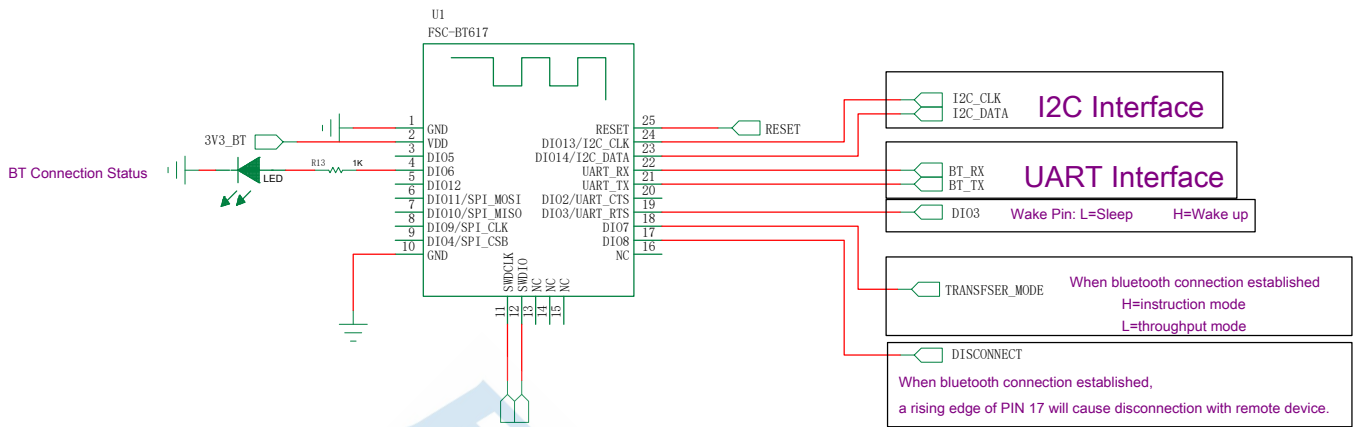 U1
FSC-BT617
1 GND
2 VDD
3 DIO5
4 DIO6
5 DIO12
6 DIO11/SPI_MOSI
7 DIO10/SPI_MISO
8 DIO9/SPI_CLK
9 DIO4/SPI_CSB
10 GND
3V3_BT
BT Connection Status
LED
R13 1K
11 SWDCLK
12 SWDIO
13 NC
14 NC
15 NC
RESET 25
DIO13/I2C_CLK 24
DIO14/I2C_DATA 23
UART_RX 22
UART_TX 21
DIO2/UART_CTS 20
DIO3/UART_RTS 19
DIO7 18
DIO8 17
NC 16
RESET
I2C_CLK
I2C_DATA
I2C Interface
BT_RX
BT_TX
UART Interface
DIO3 Wake Pin: L=Sleep H=Wake up
TRANSFSER_MODE
When bluetooth connection established
H=instruction mode
L=throughput mode
DISCONNECT
When bluetooth connection established,
a rising edge of PIN 17 will cause disconnection with remote device.